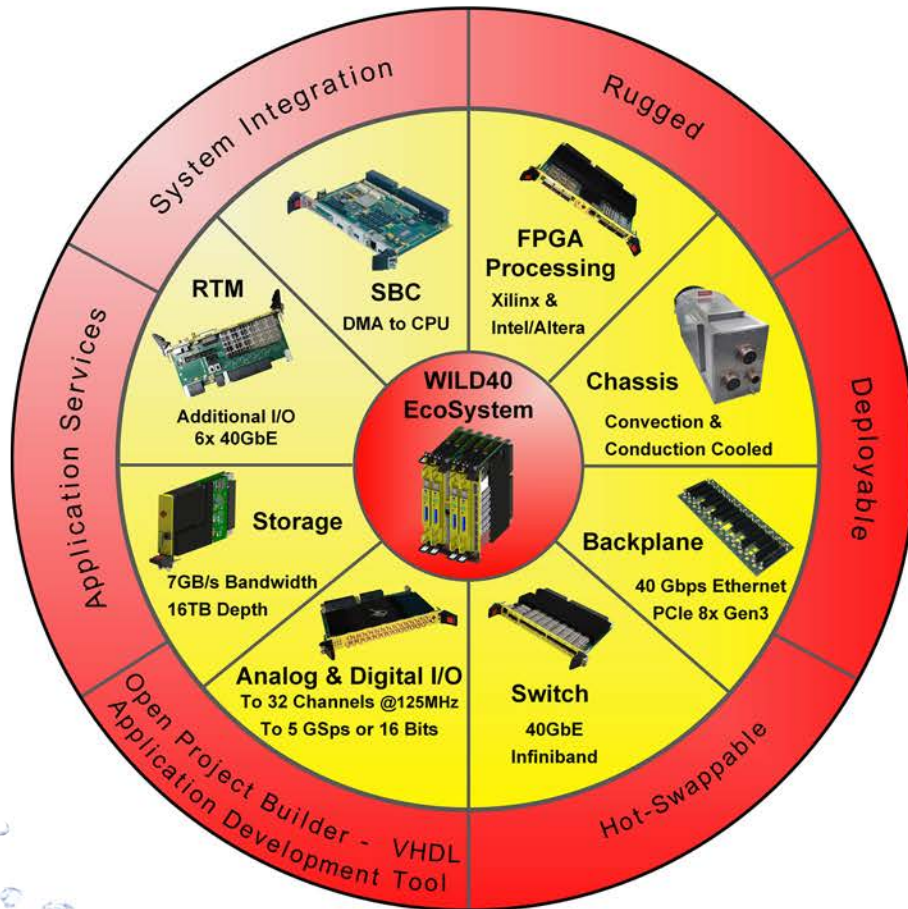 System Integration
Rugged
Deployable
Hot-Swappable
Open Project Builder - VHDL
Application Development Tool
Application Services
SBC
DMA to CPU
FPGA
Processing
Xilinx &
Intel/Altera
Chassis
Convection &
Conduction Cooled
Backplane
40 Gbps Ethernet
PCIe 8x Gen3
Switch
40GbE
Infiniband
Analog & Digital I/O
To 32 Channels @125MHz
To 5 GSps or 16 Bits
Storage
7GB/s Bandwidth
16TB Depth
RTM
Additional I/O
6x 40GbE
WILD40
EcoSystem